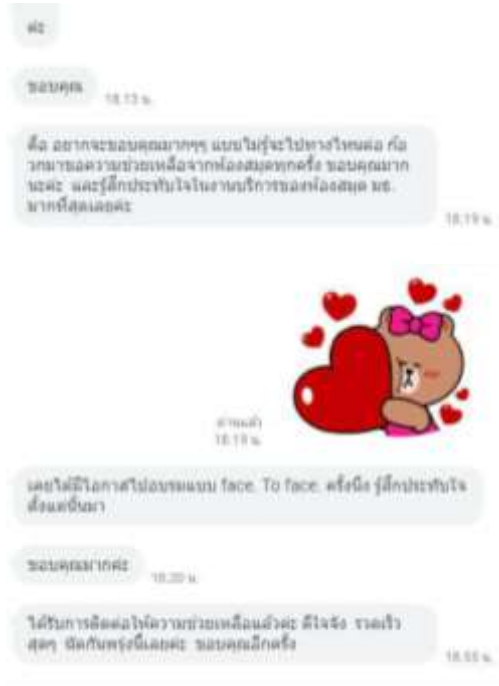 ค่ะ
ขอบคุณ
18.13 น.
คือ อยากจะขอบคุณมากๆๆ แบบไม่รู้จะไปทางไหนต่อ ก้อ
วกมาขอความช่วยเหลือจากห้องสมุดทุกครั้ง ขอบคุณมาก
นะค่ะ และรู้สึกประทับใจในงานบริการของห้องสมุด มธ.
มากที่สุดเลยค่ะ
18.19 น.
อ่านแล้ว
18.19 น.
เคยได้มีโอกาสไปอบรมแบบ face. To face. ครั้งนึง รู้สึกประทับใจ
ตั้งแต่นั้นมา
ขอบคุณมากค่ะ
18.20 น.
ได้รับการติดต่อให้ความช่วยเหลือแล้วค่ะ ดีใจจัง รวดเร็ว
สุดๆ นัดกันพรุ่งนี้เลยค่ะ ขอบคุณอีกครั้ง
18.55 น.